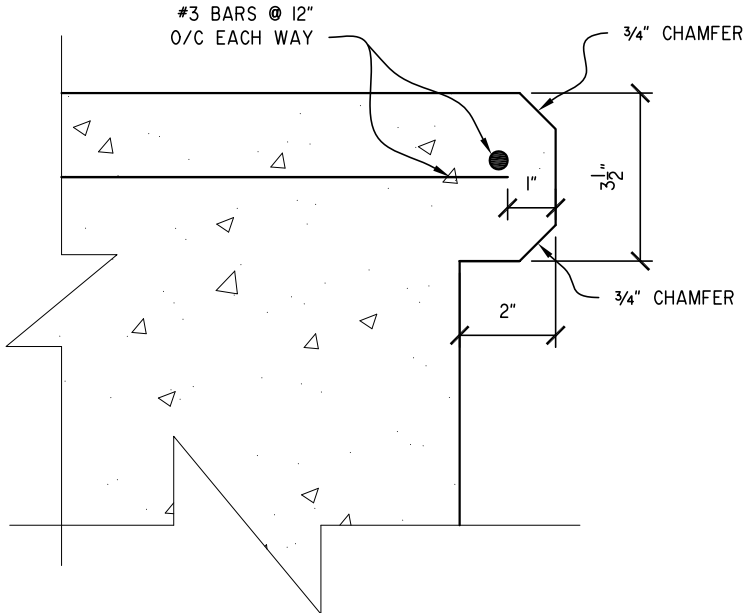 #3 BARS @ 12"
O/C EACH WAY
3/4" CHAMFER
1"
3 1/2"
3/4" CHAMFER
2"